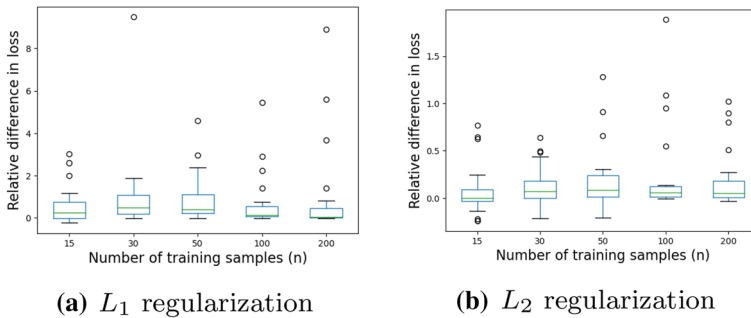 Relative difference in loss
8
6
4
2
0
15 30 50 100 200
Number of training samples (n)
(a) L₁ regularization
Relative difference in loss
1.5
1.0
0.5
0.0
15 30 50 100 200
Number of training samples (n)
(b) L₂ regularization